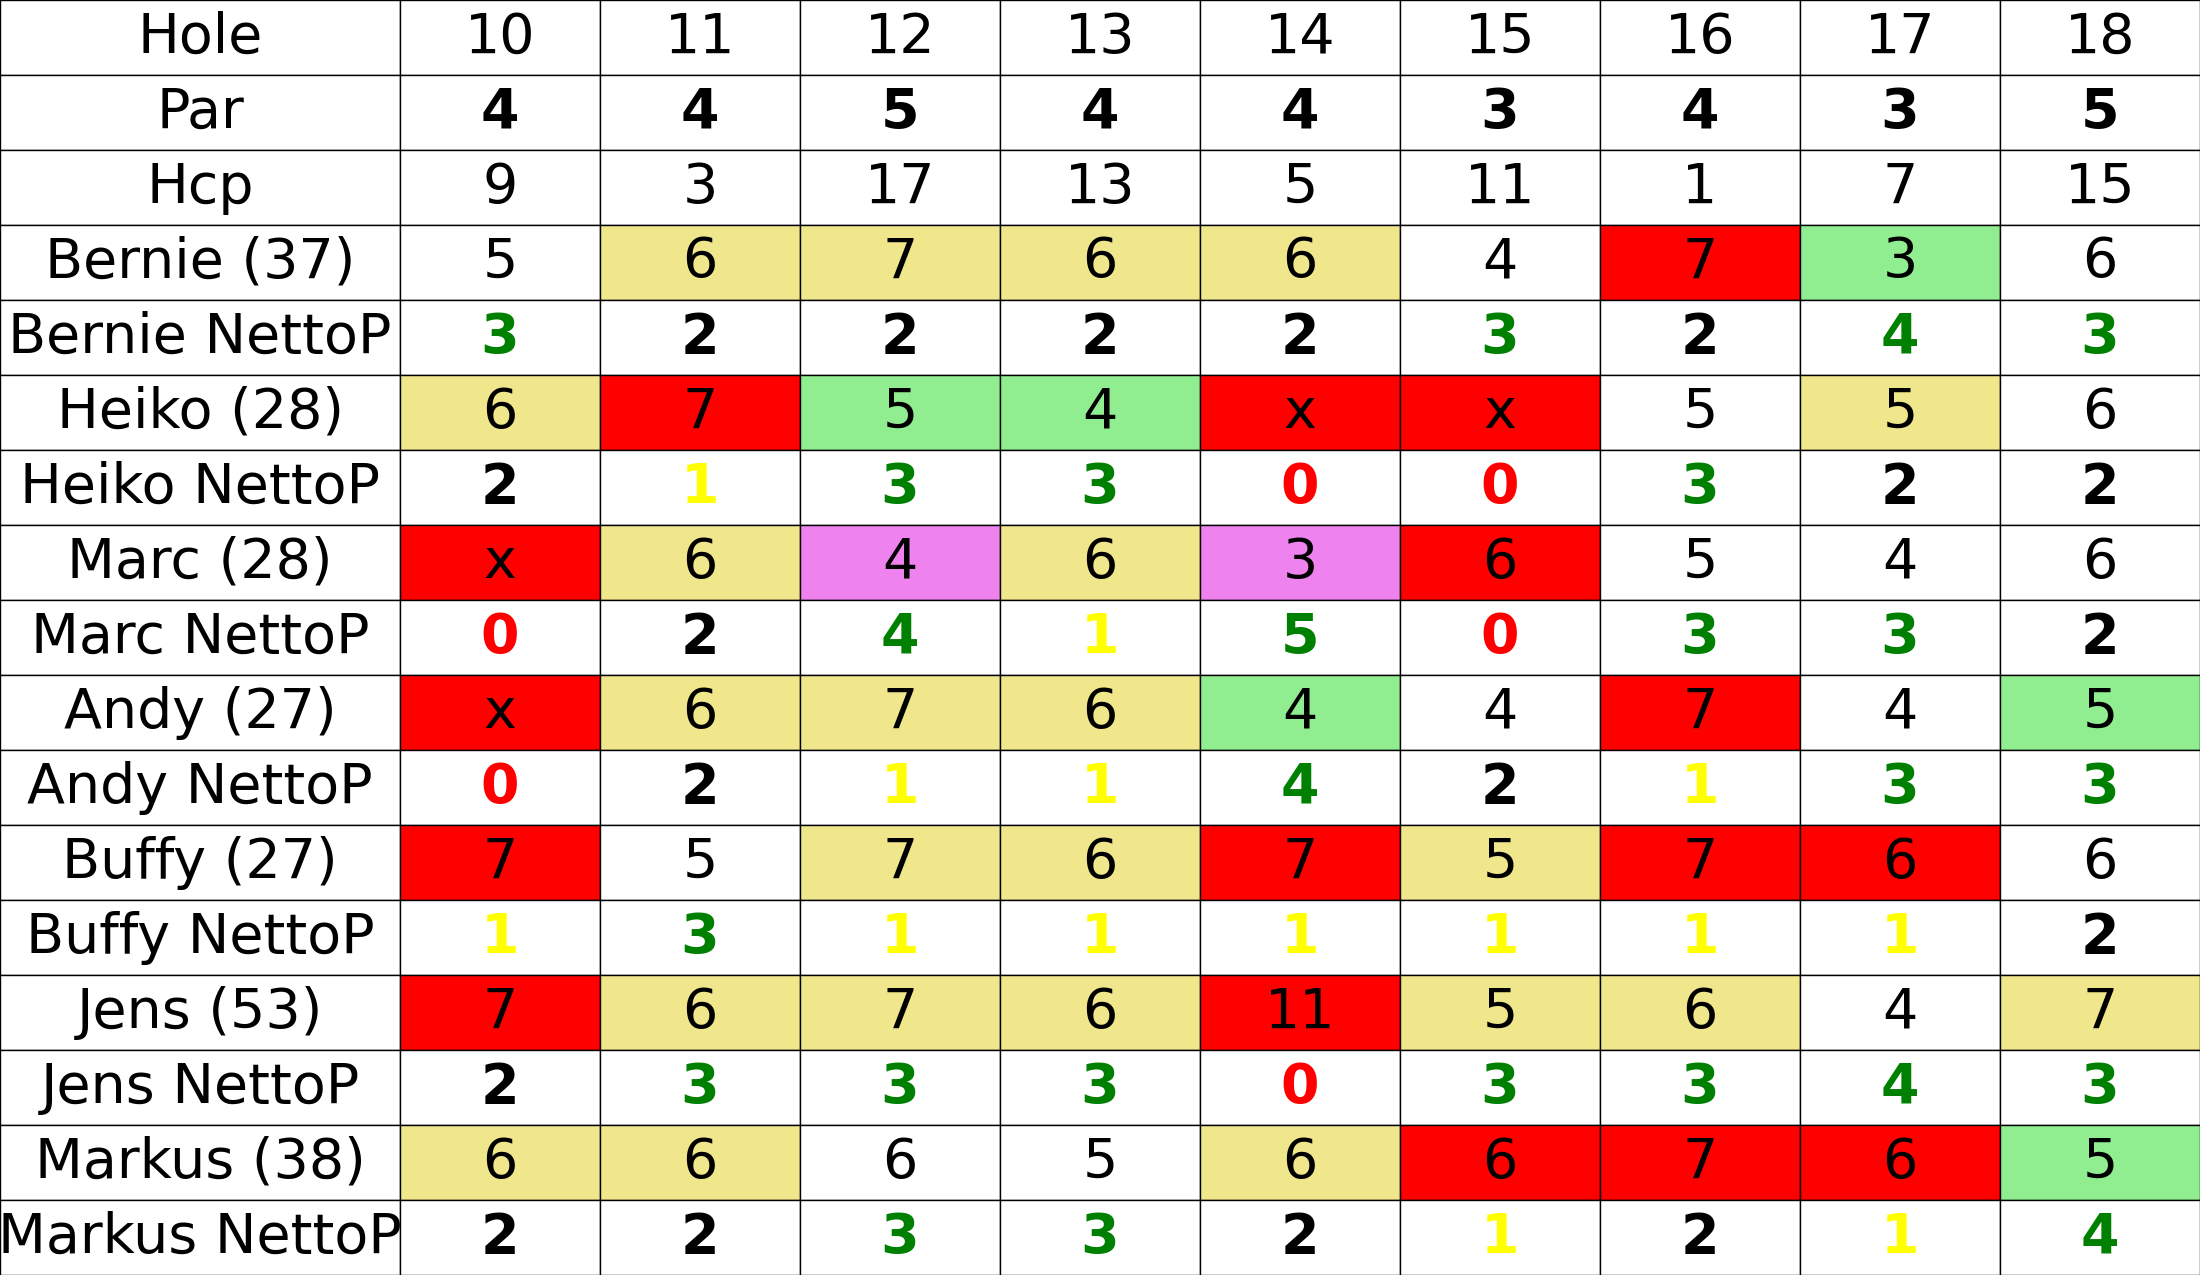 Hole 10 11 12 13 14 15 16 17 18
Par 4 4 5 4 4 3 4 3 5
Hcp 9 3 17 13 5 11 1 7 15
Bernie (37) 5 6 7 6 6 4 7 3 6
Bernie NettoP 3 2 2 2 2 3 2 4 3
Heiko (28) 6 7 5 4 x x 5 5 6
Heiko NettoP 2 1 3 3 0 0 3 2 2
Marc (28) x 6 4 6 3 6 5 4 6
Marc NettoP 0 2 4 1 5 0 3 3 2
Andy (27) x 6 7 6 4 4 7 4 5
Andy NettoP 0 2 1 1 4 2 1 3 3
Buffy (27) 7 5 7 6 7 5 7 6 6
Buffy NettoP 1 3 1 1 1 1 1 1 2
Jens (53) 7 6 7 6 11 5 6 4 7
Jens NettoP 2 3 3 3 0 3 3 4 3
Markus (38) 6 6 6 5 6 6 7 6 5
Markus NettoP 2 2 3 3 2 1 2 1 4